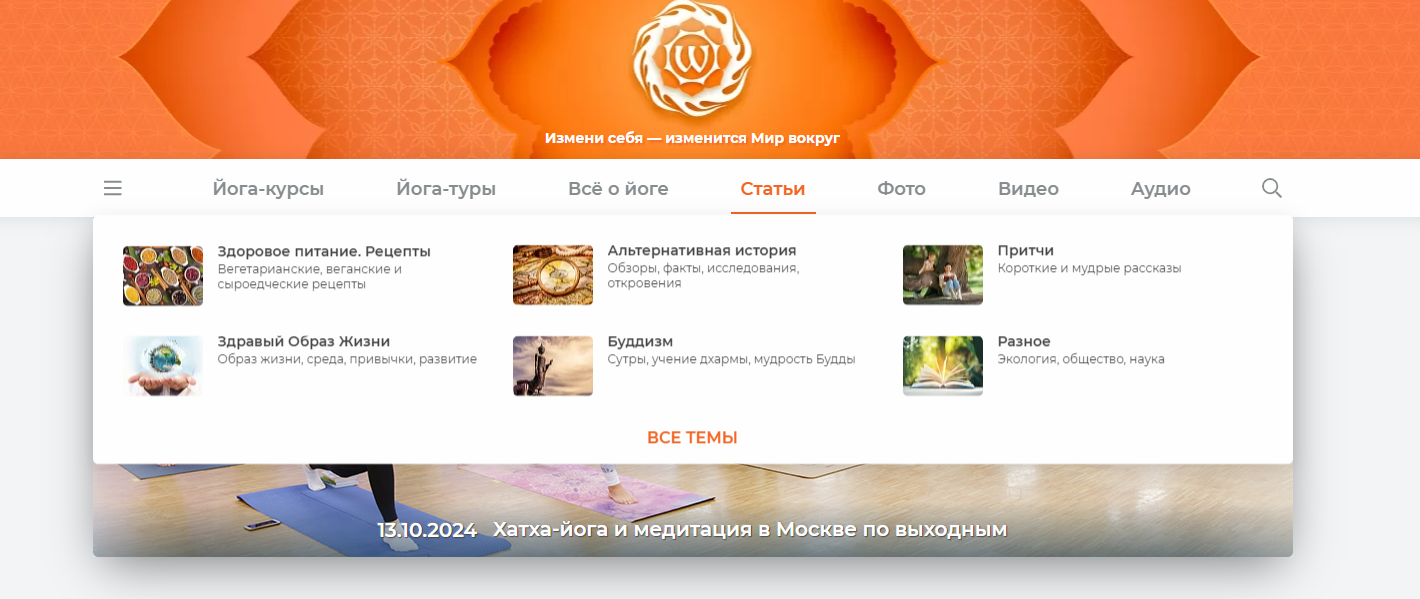 W
Измени себя — изменится Мир вокруг
Йога-курсы Йога-туры Всё о йоге Статьи Фото Видео Аудио
Здоровое питание. Рецепты
Вегетарианские, веганские и
сыроедческие рецепты
Альтернативная история
Обзоры, факты, исследования,
откровения
Притчи
Короткие и мудрые рассказы
Здравый Образ Жизни
Образ жизни, среда, привычки, развитие
Буддизм
Сутры, учение дхармы, мудрость Будды
Разное
Экология, общество, наука
ВСЕ ТЕМЫ
13.10.2024 Хатха-йога и медитация в Москве по выходным